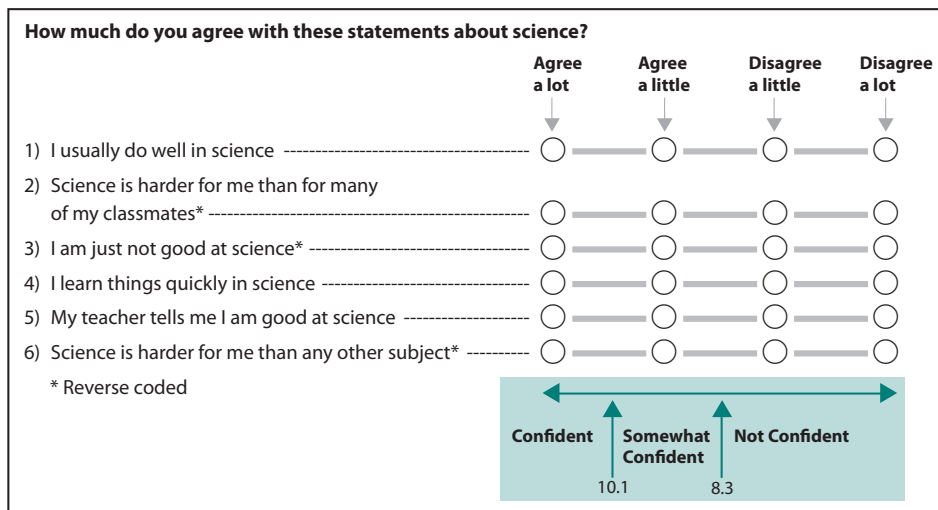 How much do you agree with these statements about science?
Agree a lot
Agree a little
Disagree a little
Disagree a lot
1) I usually do well in science
2) Science is harder for me than for many
of my classmates*
3) I am just not good at science*
4) I learn things quickly in science
5) My teacher tells me I am good at science
6) Science is harder for me than any other subject*
* Reverse coded
Confident
Somewhat
Confident
Not Confident
10.1
8.3